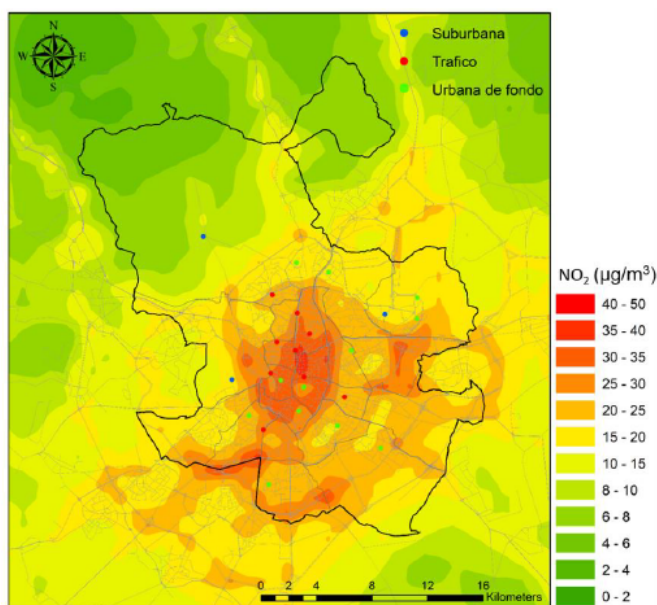 N
W E
S
Suburbana
Trafico
Urbana de fondo
NO₂ (µg/m³)
40 - 50
35 - 40
30 - 35
25 - 30
20 - 25
15 - 20
10 - 15
8 - 10
6 - 8
4 - 6
2 - 4
0 - 2
0 2 4 8 12 16
Kilometers